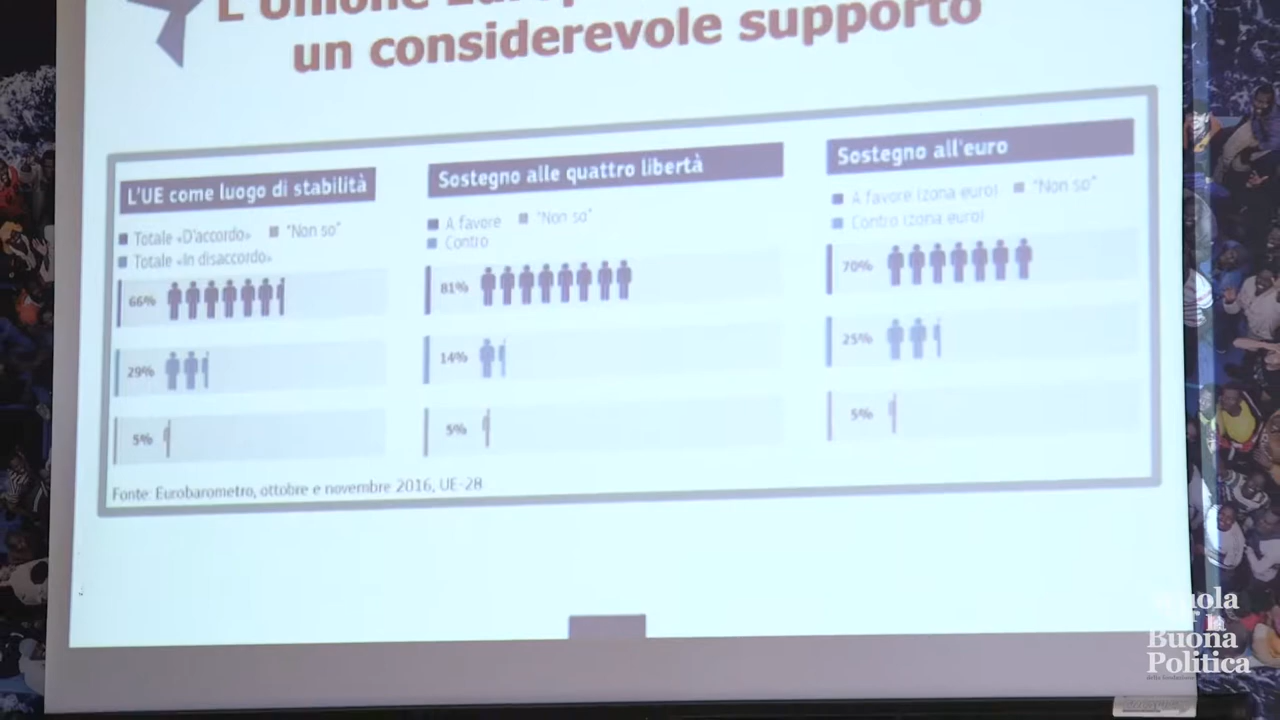 L'Unione
un considerevole supporto
L'UE come luogo di stabilità
Totale «D'accordo» "Non so"
Totale «In disaccordo»
66%
29%
5%
Sostegno alle quattro libertà
A favore "Non so"
Contro
81%
14%
5%
Sostegno all'euro
A favore (zona euro) "Non so"
Contro (zona euro)
70%
25%
5%
Fonte: Eurobarometro, ottobre e novembre 2016, UE-28
la
Buona
Politica